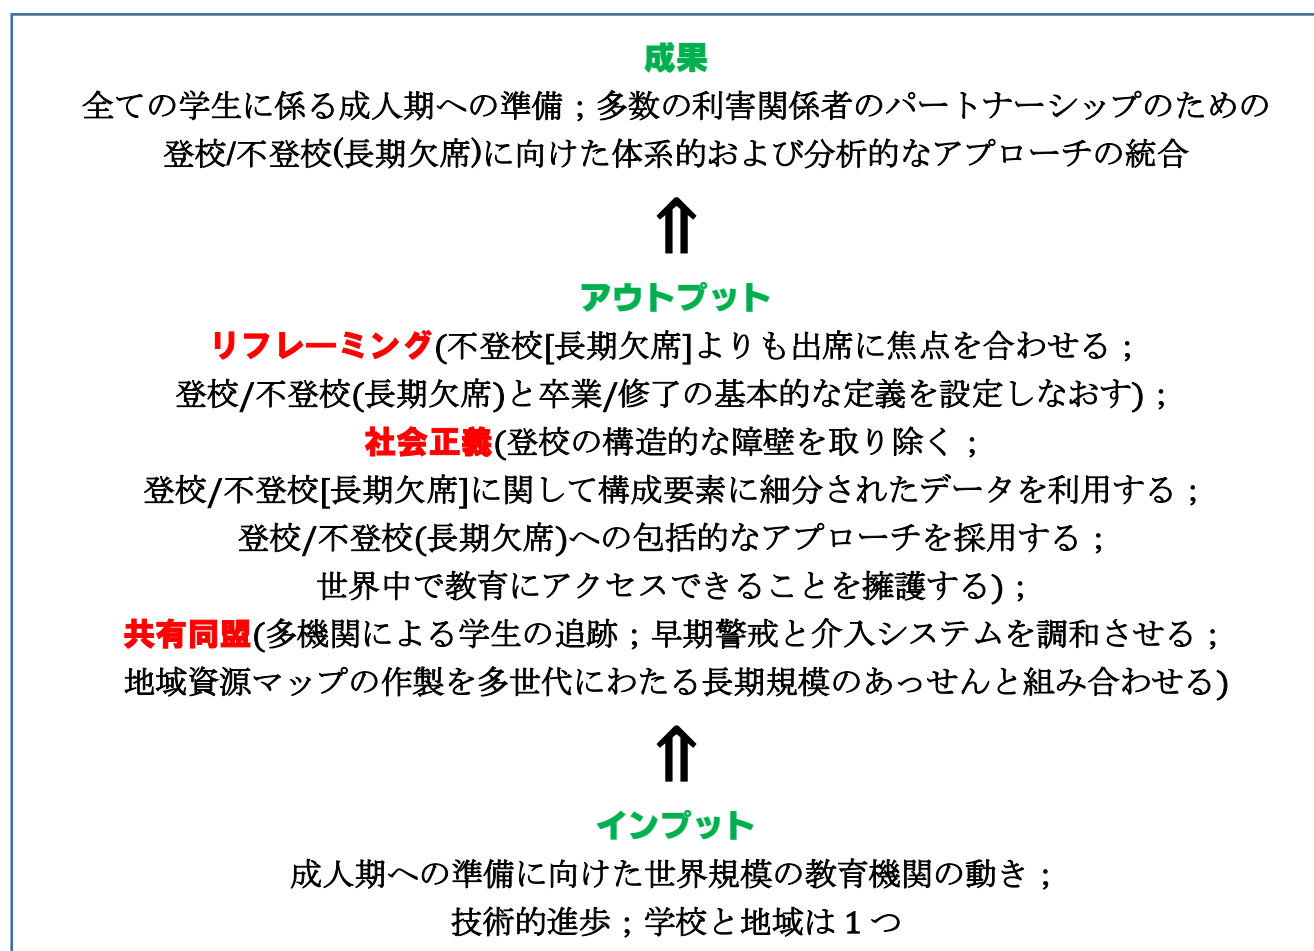 成果
全ての学生に係る成人期への準備；多数の利害関係者のパートナーシップのための
登校/不登校(長期欠席)に向けた体系的および分析的なアプローチの統合
⇑
アウトプット
リフレーミング(不登校[長期欠席]よりも出席に焦点を合わせる；
登校/不登校(長期欠席)と卒業/修了の基本的な定義を設定しなおす)；
社会正義(登校の構造的な障壁を取り除く；
登校/不登校[長期欠席]に関して構成要素に細分されたデータを利用する；
登校/不登校(長期欠席)への包括的なアプローチを採用する；
世界中で教育にアクセスできることを擁護する)；
共有同盟(多機関による学生の追跡；早期警戒と介入システムを調和させる；
地域資源マップの作製を多世代にわたる長期規模のあっせんと組み合わせる)
⇑
インプット
成人期への準備に向けた世界規模の教育機関の動き；
技術的進歩；学校と地域は１つ